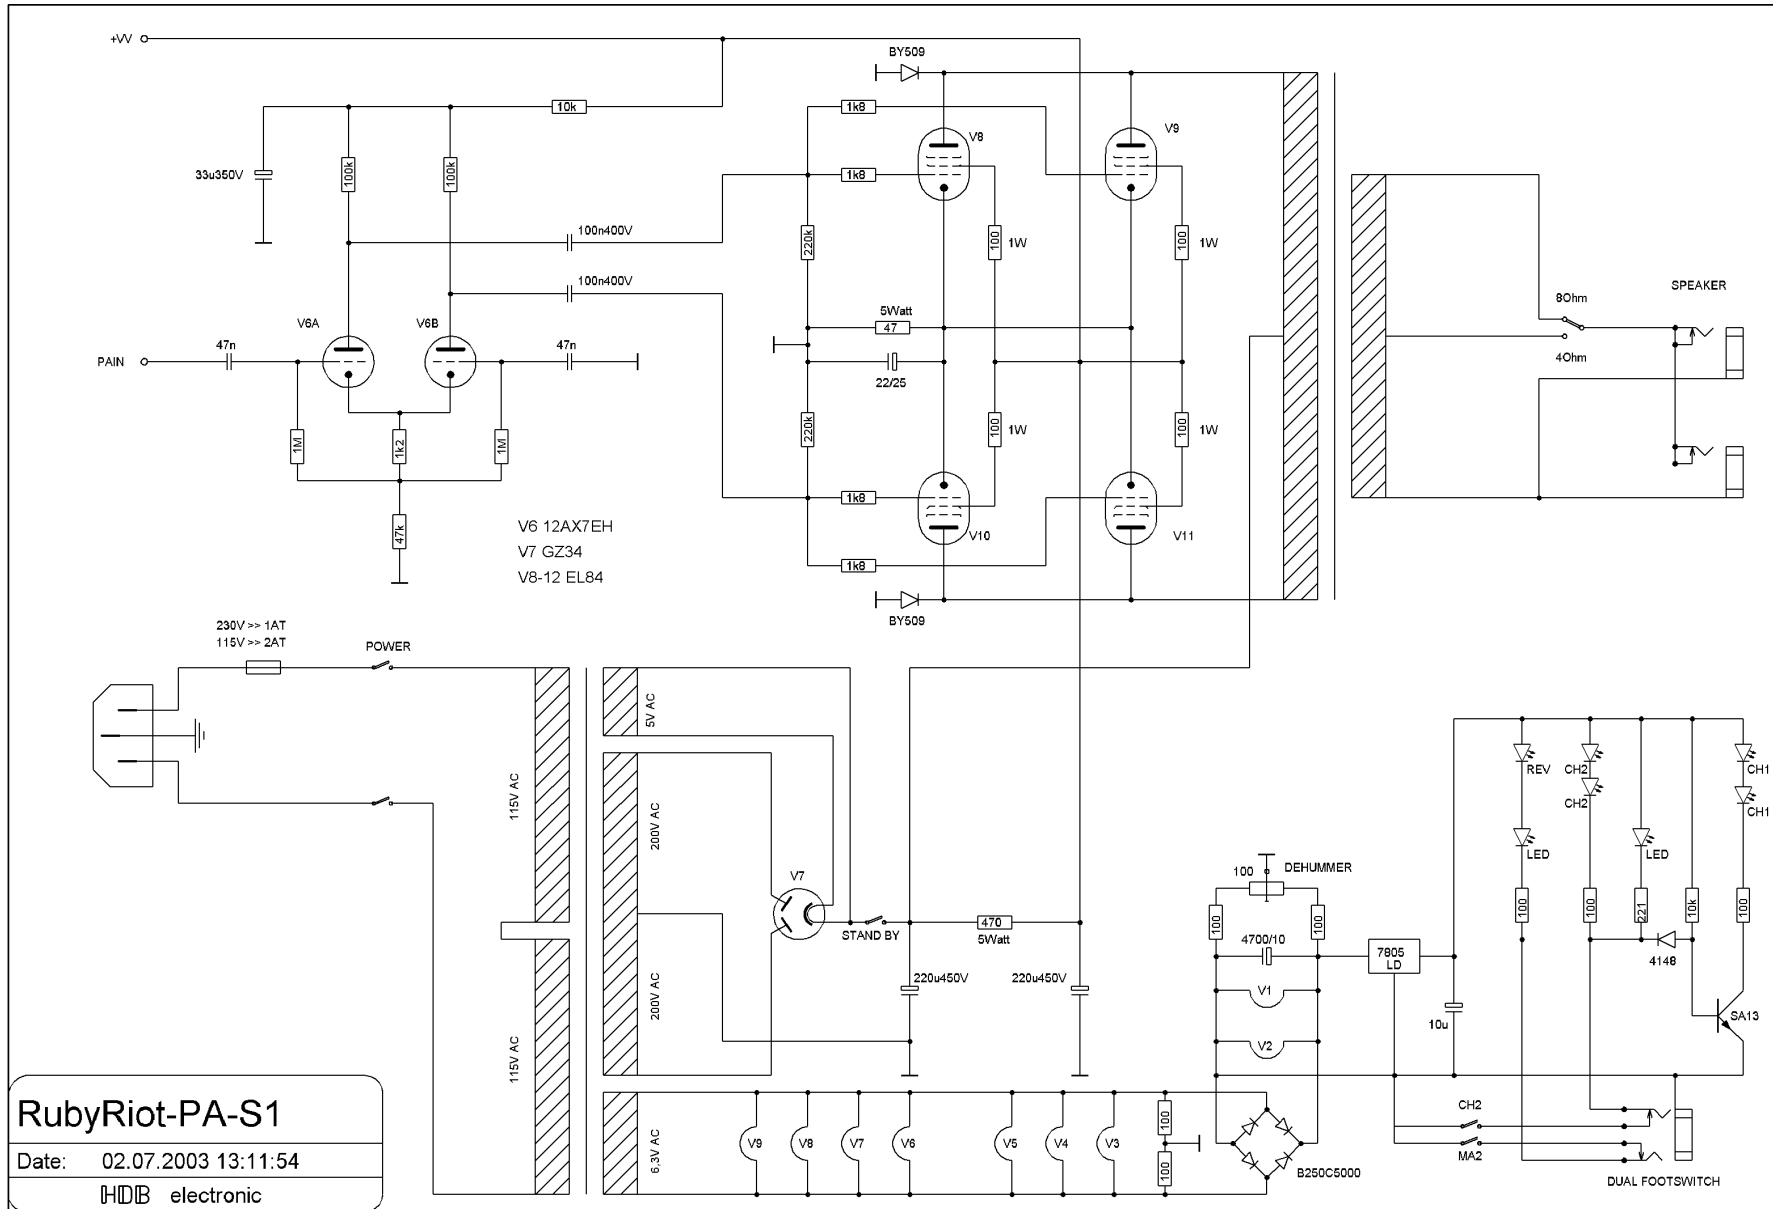 +VV
BY509
10k
1k8
V8
V9
33u350V
100k
100k
1k8
100n400V
220k
100
1W
100
1W
100n400V
SPEAKER
8Ohm
V6A
V6B
5Watt
47
PAIN
47n
47n
4Ohm
22/25
1M
1k2
1M
220k
100
1W
100
1W
1k8
47k
V6 12AX7EH
V7 GZ34
V8-12 EL84
V10
V11
1k8
BY509
230V >> 1AT
115V >> 2AT
POWER
5V AC
115V AC
200V AC
REV
CH2
CH1
CH2
CH1
LED
LED
V7
100
DEHUMMER
100
100
100
100
221
10k
100
STAND BY
470
5Watt
4700/10
7805
LD
4148
220u450V
220u450V
200V AC
V1
10u
SA13
V2
115V AC
RubyRiot-PA-S1
Date: 02.07.2003 13:11:54
HDB electronic
6,3V AC
V9
V8
V7
V6
V5
V4
V3
100
100
B250C5000
CH2
MA2
DUAL FOOTSWITCH